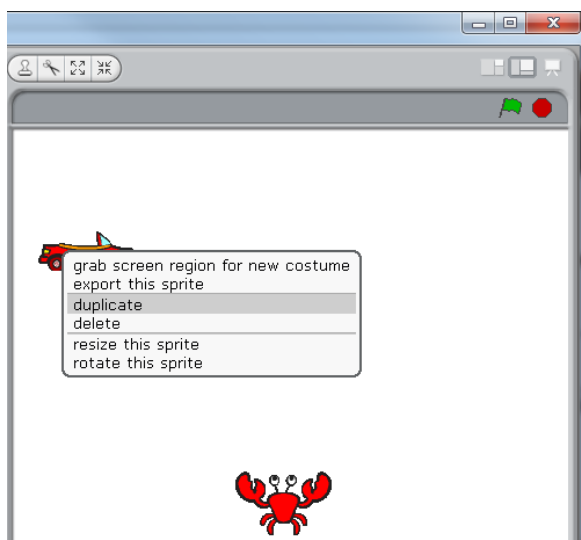 grab screen region for new costume
export this sprite
duplicate
delete
resize this sprite
rotate this sprite